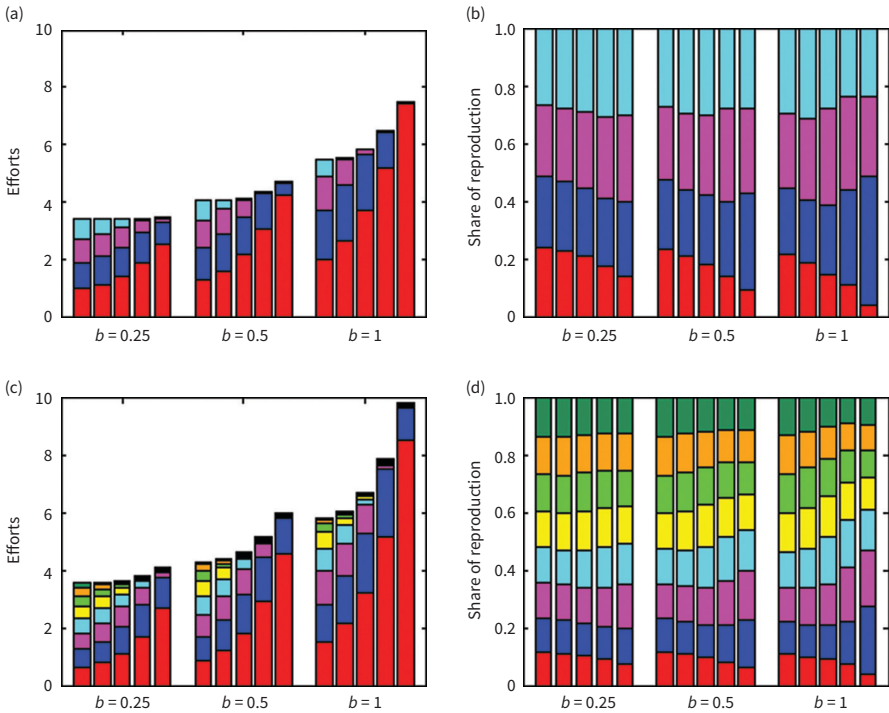 (a)
10
8
6
4
2
0
Efforts
b = 0.25
b = 0.5
b = 1
(b)
1.0
0.8
0.6
0.4
0.2
0
Share of reproduction
b = 0.25
b = 0.5
b = 1
(c)
10
8
6
4
2
0
Efforts
b = 0.25
b = 0.5
b = 1
(d)
1.0
0.8
0.6
0.4
0.2
0
Share of reproduction
b = 0.25
b = 0.5
b = 1